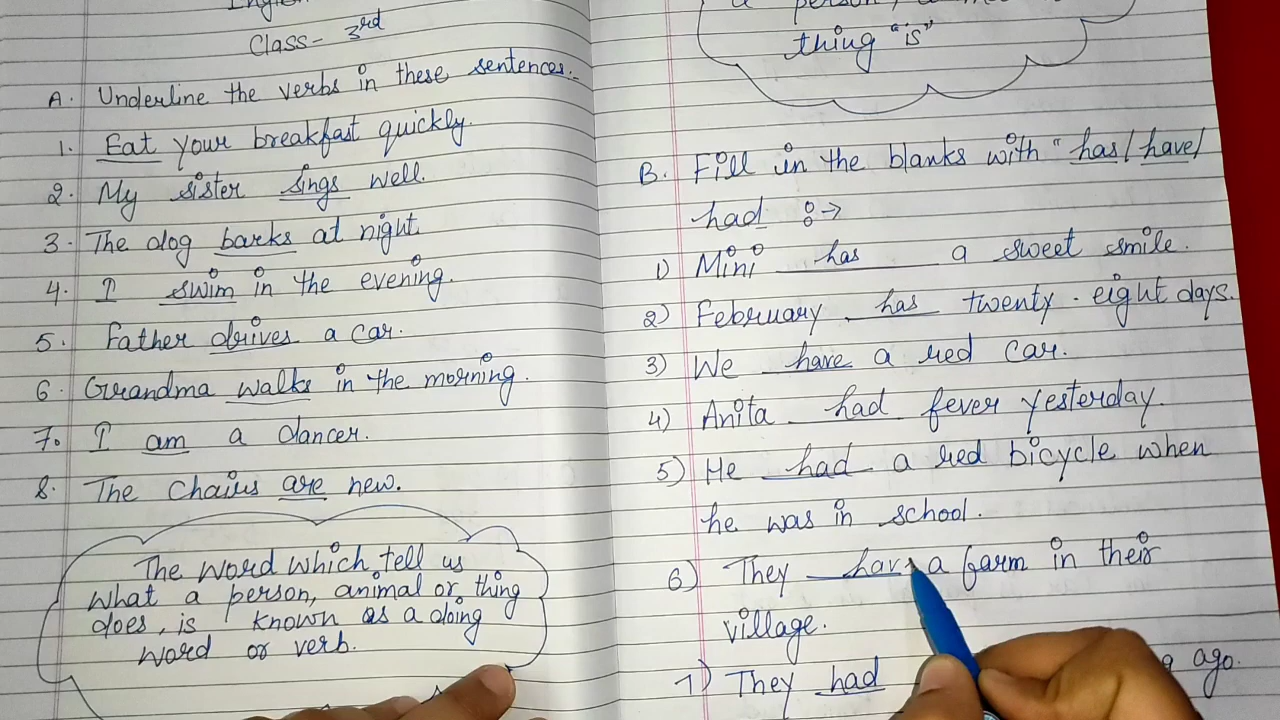 Class- 3rd
A. Underline the verbs in these sentences:-
1. Eat your breakfast quickly.
2. My sister sings well.
3. The dog barks at night.
4. I swim in the evening.
5. Father drives a car.
6. Grandma walks in the morning.
7. I am a dancer.
8. The Chairs are new.
The word which tell us
what a person, animal or thing
does, is known as a doing
word or verb.
thing "is"
B. Fill in the blanks with "has/have/
had :→
1) Mini has a sweet smile.
2) February has twenty-eight days.
3) We have a red car.
4) Anita had fever yesterday.
5) He had a red bicycle when
he was in school.
6) They hav a farm in their
village.
7) They had ago.